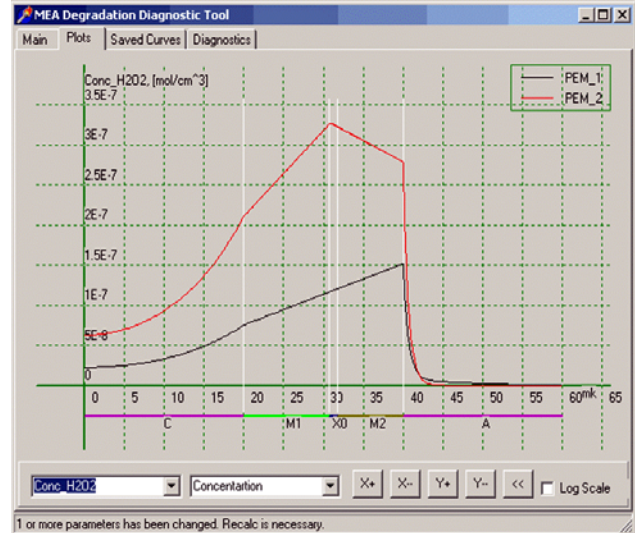 MEA Degradation Diagnostic Tool
Main Plots Saved Curves Diagnostics
Conc_H2O2, [mol/cm^3]
3.5E-7
PEM_1
PEM_2
3E-7
2.5E-7
2E-7
1.5E-7
1E-7
5E-8
0
0 5 10 15 20 25 30 35 40 45 50 55 60 mk 65
C M1 X0 M2 A
Conc_H2O2 Concentartion X+ X-- Y+ Y-- << Log Scale
1 or more parameters has been changed. Recalc is necessary.